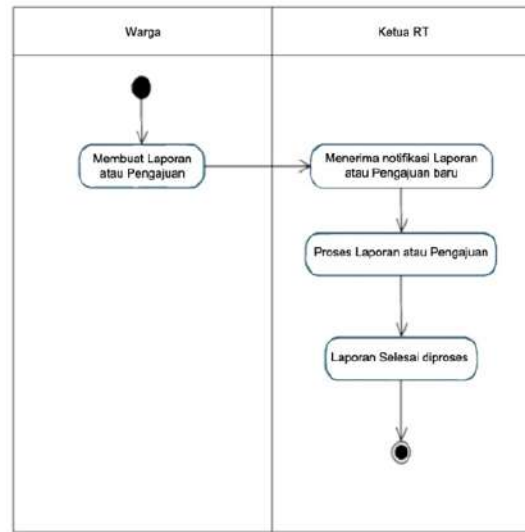 Warga
Ketua RT
Membuat Laporan
atau Pengajuan
Menerima notifikasi Laporan
atau Pengajuan baru
Proses Laporan atau Pengajuan
Laporan Selesai diproses